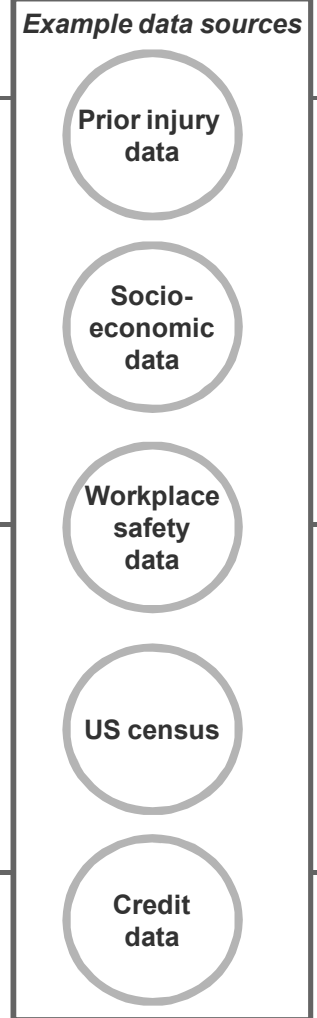 Example data sources
Prior injury
data
Socio-
economic
data
Workplace
safety
data
US census
Credit
data